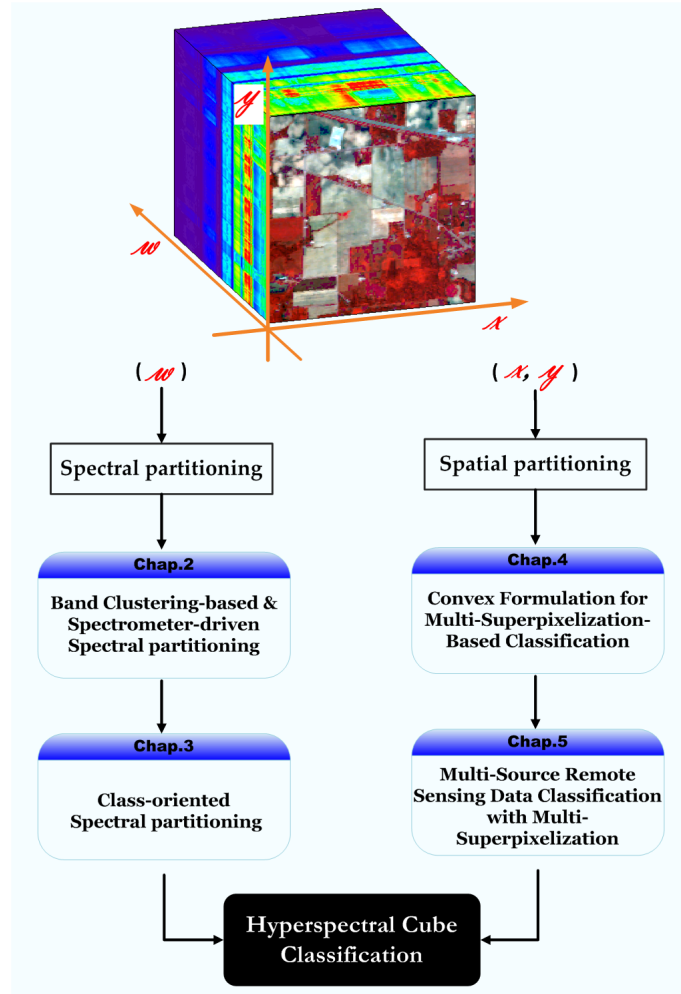 y
w
x
( w )
( x, y )
Spectral partitioning
Spatial partitioning
Chap.2
Band Clustering-based &
Spectrometer-driven
Spectral partitioning
Chap.4
Convex Formulation for
Multi-Superpixelization-
Based Classification
Chap.3
Class-oriented
Spectral partitioning
Chap.5
Multi-Source Remote
Sensing Data Classification
with Multi-
Superpixelization
Hyperspectral Cube
Classification